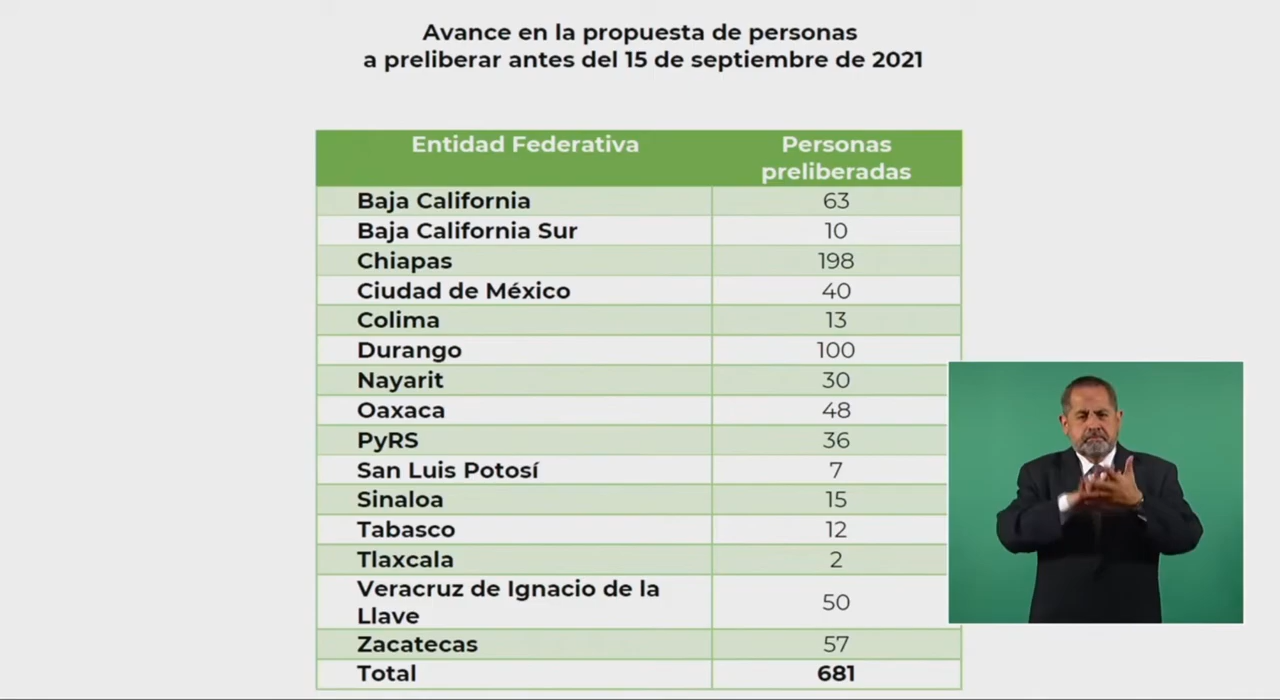 Avance en la propuesta de personas
a preliberar antes del 15 de septiembre de 2021
Entidad Federativa Personas
preliberadas
Baja California 63
Baja California Sur 10
Chiapas 198
Ciudad de México 40
Colima 13
Durango 100
Nayarit 30
Oaxaca 48
PyRS 36
San Luis Potosí 7
Sinaloa 15
Tabasco 12
Tlaxcala 2
Veracruz de Ignacio de la
Llave 50
Zacatecas 57
Total 681